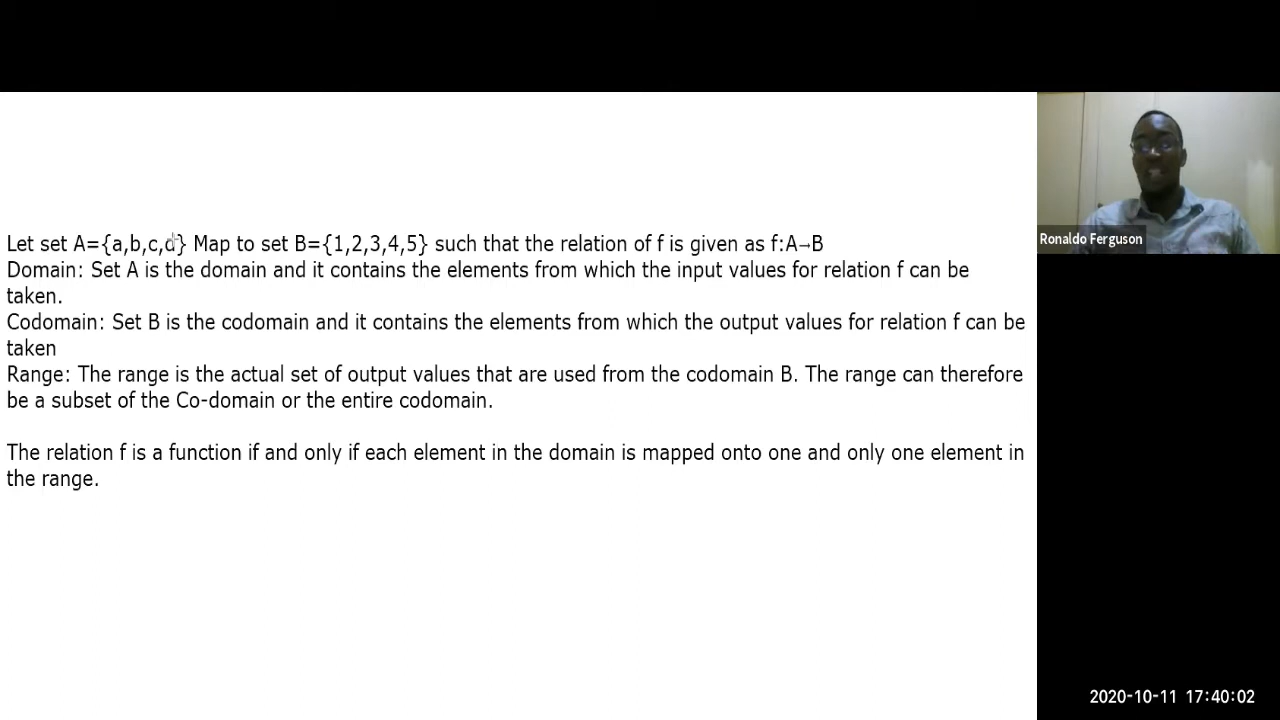 Let set A={a,b,c,d} Map to set B={1,2,3,4,5} such that the relation of f is given as f:A→B
Domain: Set A is the domain and it contains the elements from which the input values for relation f can be
taken.
Codomain: Set B is the codomain and it contains the elements from which the output values for relation f can be
taken
Range: The range is the actual set of output values that are used from the codomain B. The range can therefore
be a subset of the Co-domain or the entire codomain.
The relation f is a function if and only if each element in the domain is mapped onto one and only one element in
the range.
Ronaldo Ferguson
2020-10-11 17:40:02